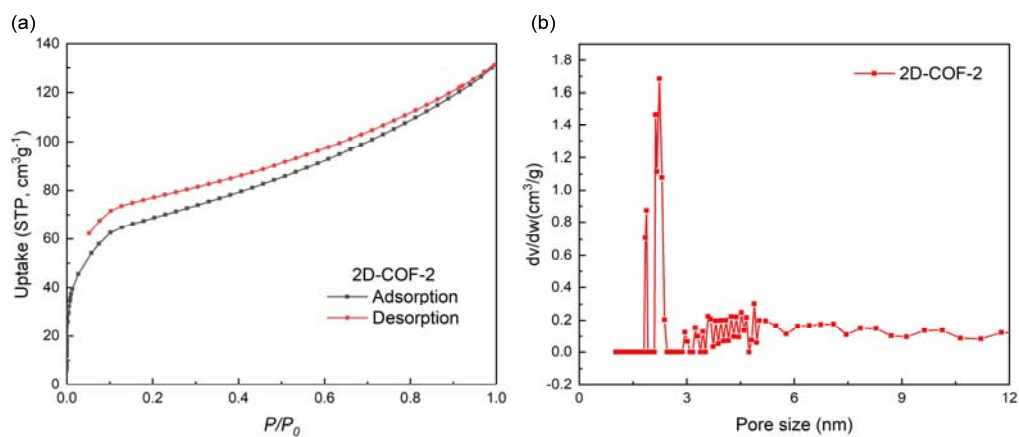 (a)
140
120
100
80
60
40
20
0
Uptake (STP, cm³g⁻¹)
2D-COF-2
Adsorption
Desorption
0.0 0.2 0.4 0.6 0.8 1.0
P/P₀
(b)
1.8
1.6
1.4
1.2
1.0
0.8
0.6
0.4
0.2
0.0
-0.2
dv/dw(cm³/g)
2D-COF-2
0 3 6 9 12
Pore size (nm)